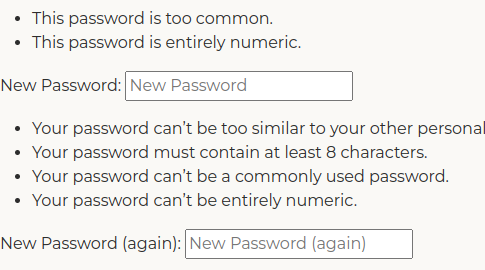 This password is too common.
This password is entirely numeric.
New Password: New Password
Your password can’t be too similar to your other personal
Your password must contain at least 8 characters.
Your password can’t be a commonly used password.
Your password can’t be entirely numeric.
New Password (again): New Password (again)